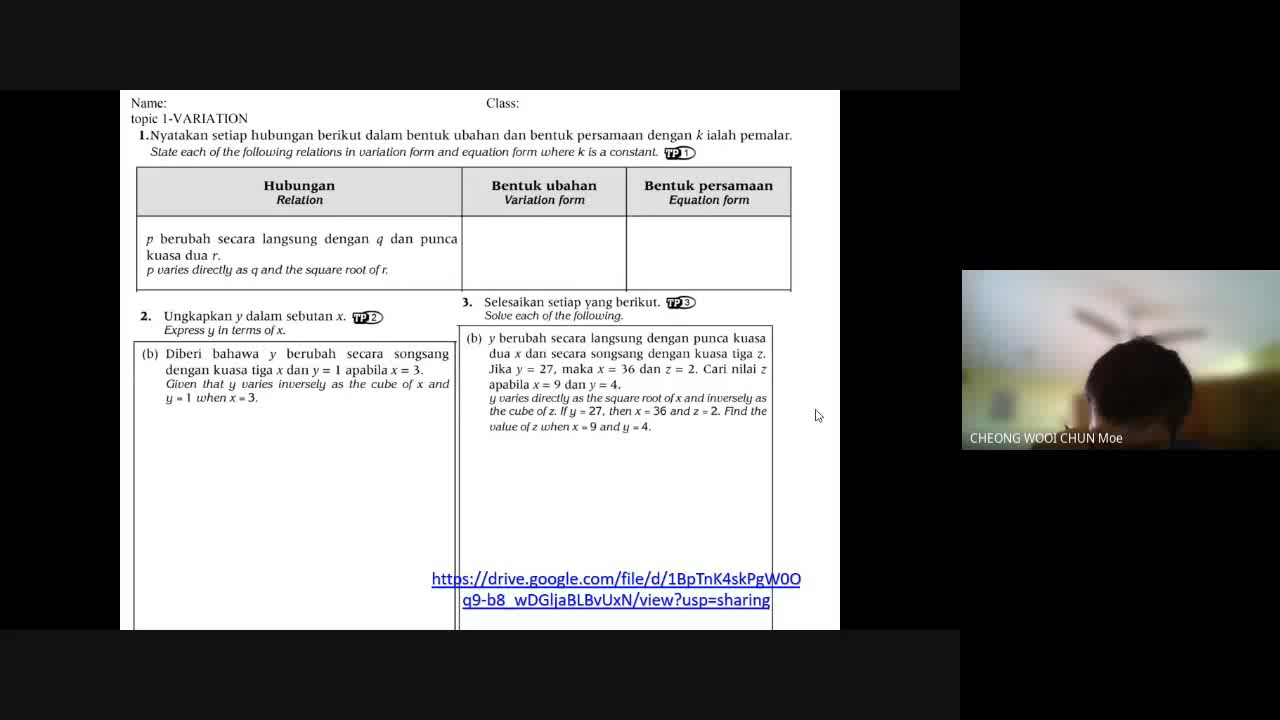 Name:
Class:
topic 1-VARIATION
1. Nyatakan setiap hubungan berikut dalam bentuk ubahan dan bentuk persamaan dengan k ialah pemalar.
State each of the following relations in variation form and equation form where k is a constant. TP 1
Hubungan
Relation
Bentuk ubahan
Variation form
Bentuk persamaan
Equation form
p berubah secara langsung dengan q dan punca
kuasa dua r.
p varies directly as q and the square root of r.
2. Ungkapkan y dalam sebutan x. TP 2
Express y in terms of x.
(b) Diberi bahawa y berubah secara songsang
dengan kuasa tiga x dan y = 1 apabila x = 3.
Given that y varies inversely as the cube of x and
y = 1 when x = 3.
3. Selesaikan setiap yang berikut. TP 3
Solve each of the following.
(b) y berubah secara langsung dengan punca kuasa
dua x dan secara songsang dengan kuasa tiga z.
Jika y = 27, maka x = 36 dan z = 2. Cari nilai z
apabila x = 9 dan y = 4.
y varies directly as the square root of x and inversely as
the cube of z. If y = 27, then x = 36 and z = 2. Find the
value of z when x = 9 and y = 4.
https://drive.google.com/file/d/1BpTnK4skPgW0O
q9-b8_wDGljaBLBvUxN/view?usp=sharing
CHEONG WOOI CHUN Moe